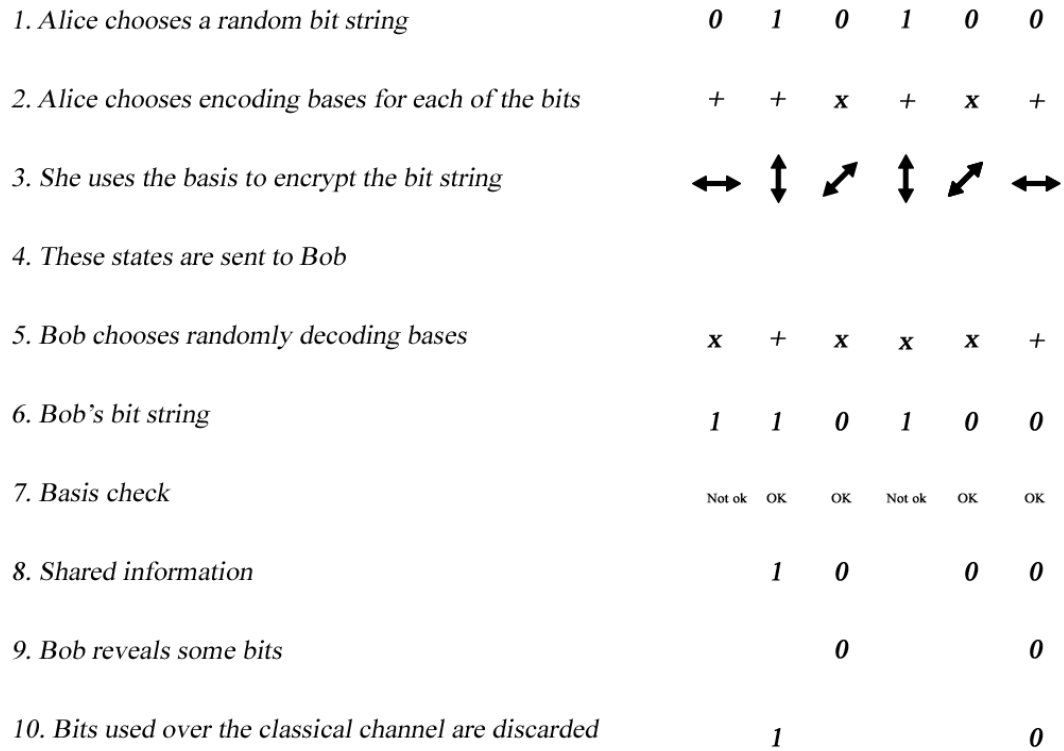 1. Alice chooses a random bit string 0 1 0 1 0 0
2. Alice chooses encoding bases for each of the bits + + x + x +
3. She uses the basis to encrypt the bit string
4. These states are sent to Bob
5. Bob chooses randomly decoding bases x + x x x +
6. Bob's bit string 1 1 0 1 0 0
7. Basis check Not ok OK OK Not ok OK OK
8. Shared information 1 0 0 0
9. Bob reveals some bits 0 0
10. Bits used over the classical channel are discarded 1 0